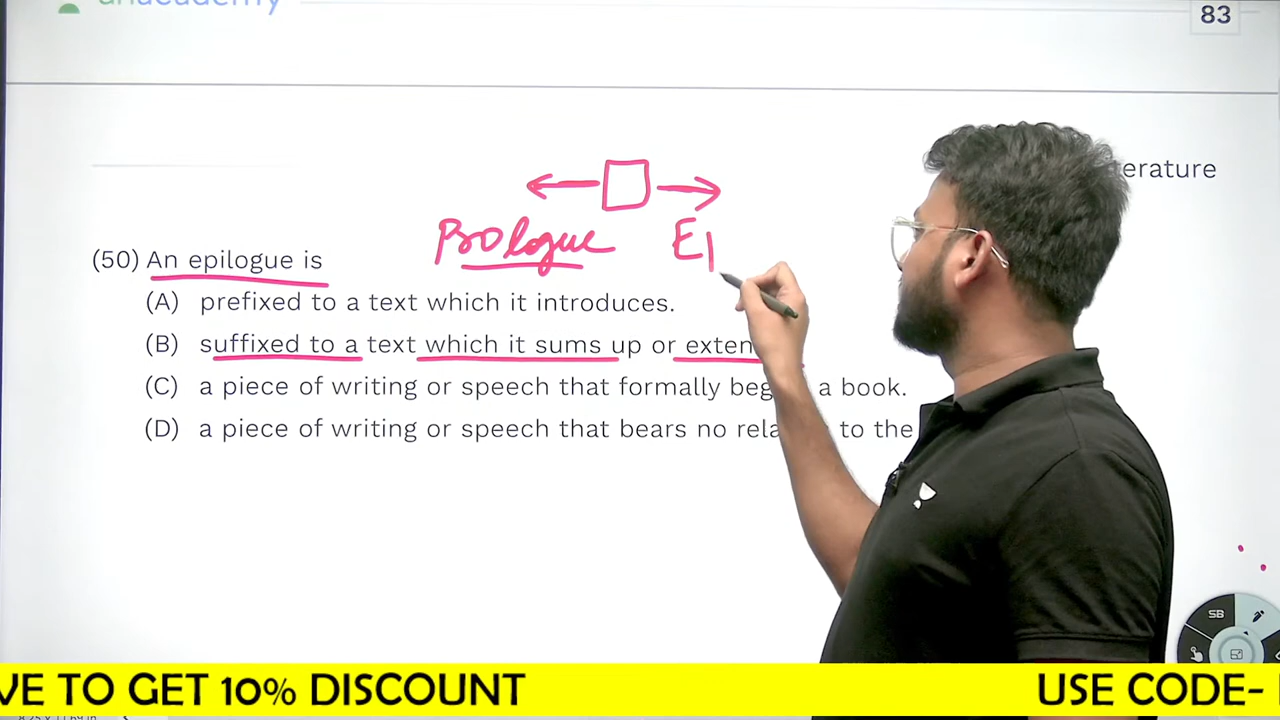 unacademy
83
erature
Prologue E
(50) An epilogue is
(A) prefixed to a text which it introduces.
(B) suffixed to a text which it sums up or exten
(C) a piece of writing or speech that formally beg a book.
(D) a piece of writing or speech that bears no rela to the
SB
VE TO GET 10% DISCOUNT USE CODE-